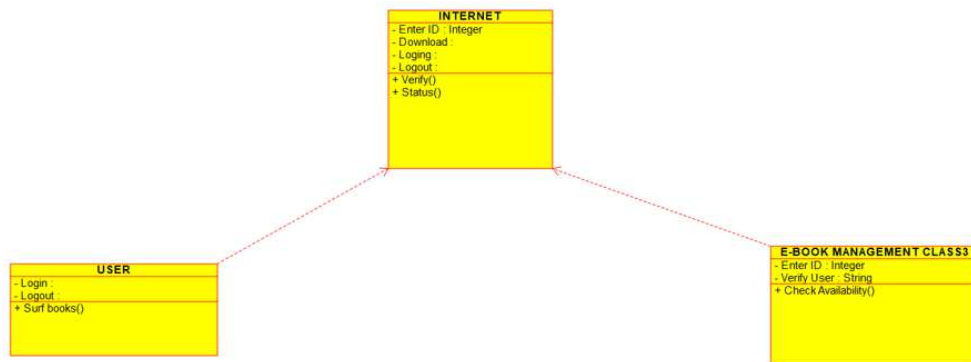 INTERNET
- Enter ID : Integer
- Download :
- Loging :
- Logout :
+ Verify()
+ Status()
USER
- Login :
- Logout :
+ Surf books()
E-BOOK MANAGEMENT CLASS3
- Enter ID : Integer
- Verify User : String
+ Check Availability()